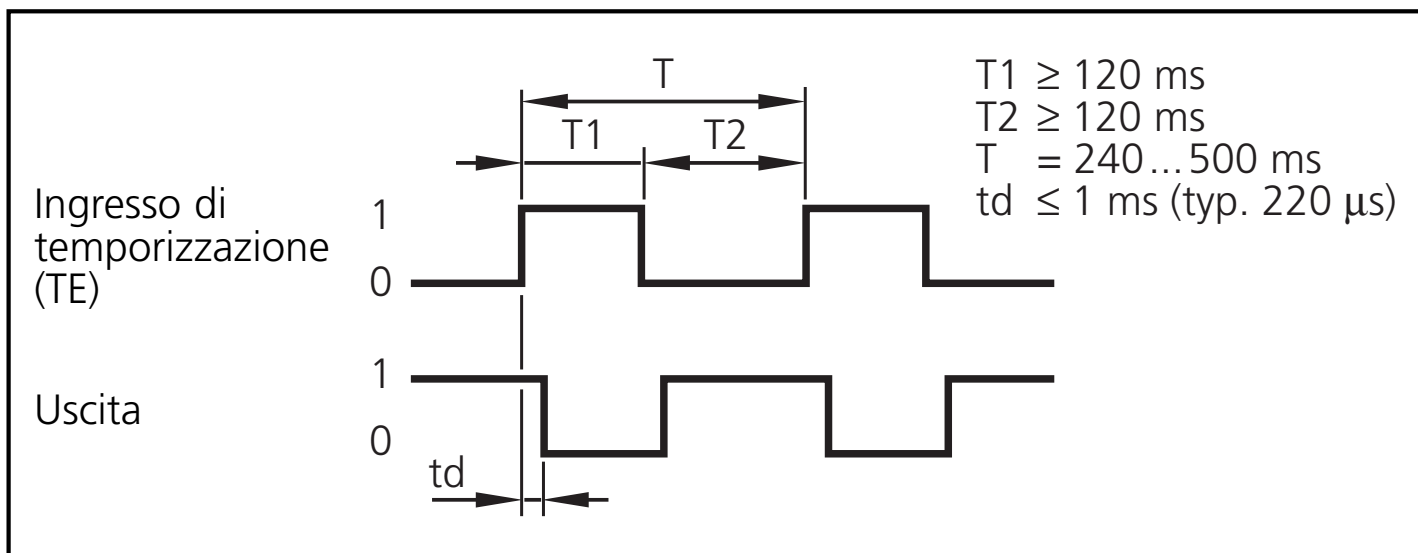 T
T1
T2
T1 ≥ 120 ms
T2 ≥ 120 ms
T = 240...500 ms
td ≤ 1 ms (typ. 220 µs)
Ingresso di
temporizzazione
(TE)
1
0
Uscita
1
0
td